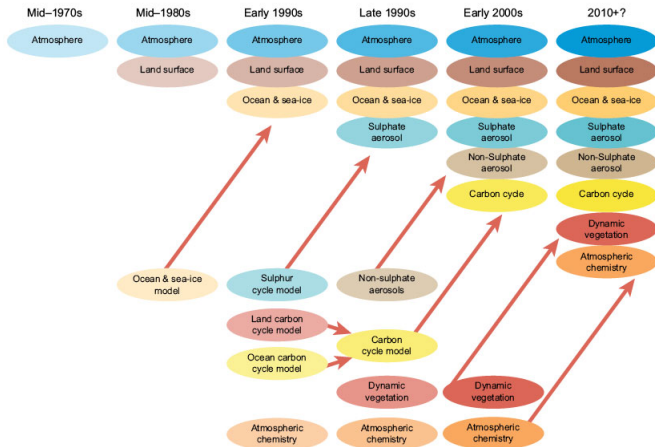 Mid–1970s
Mid–1980s
Early 1990s
Late 1990s
Early 2000s
2010+?
Atmosphere
Atmosphere
Atmosphere
Atmosphere
Atmosphere
Atmosphere
Land surface
Land surface
Land surface
Land surface
Land surface
Ocean & sea-ice
Ocean & sea-ice
Ocean & sea-ice
Ocean & sea-ice
Sulphate
aerosol
Sulphate
aerosol
Sulphate
aerosol
Non-Sulphate
aerosol
Non-Sulphate
aerosol
Carbon cycle
Carbon cycle
Dynamic
vegetation
Atmospheric
chemistry
Ocean & sea-ice
model
Sulphur
cycle model
Non-sulphate
aerosols
Land carbon
cycle model
Carbon
cycle model
Ocean carbon
cycle model
Dynamic
vegetation
Dynamic
vegetation
Atmospheric
chemistry
Atmospheric
chemistry
Atmospheric
chemistry